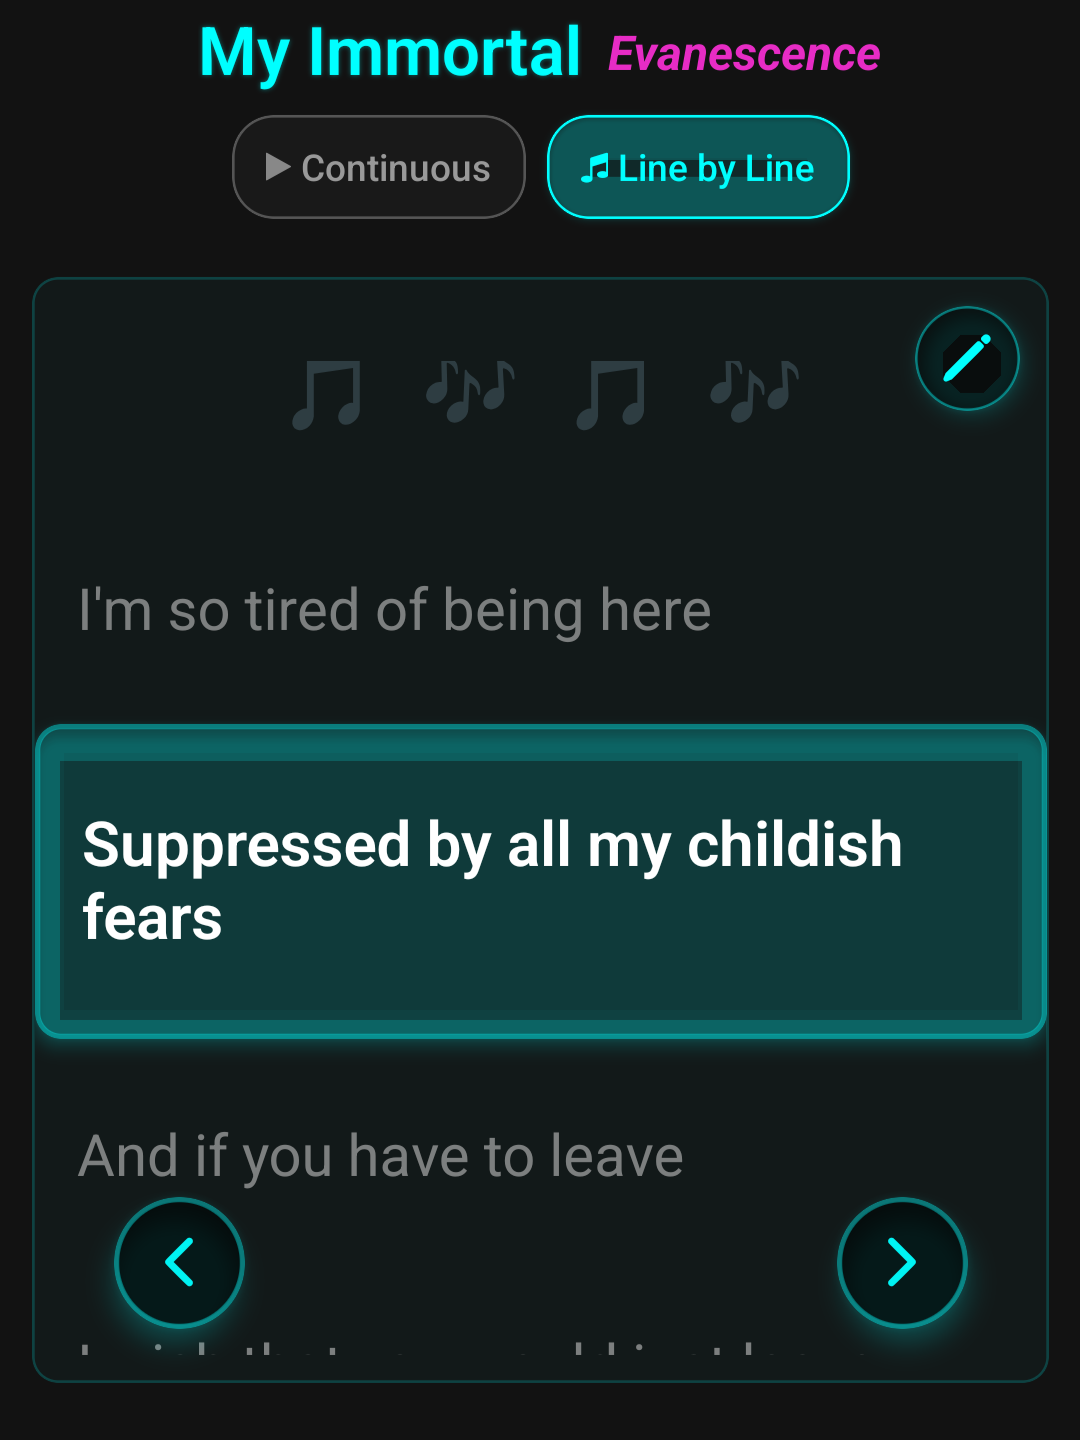 My Immortal Evanescence
Continuous Line by Line
I'm so tired of being here
Suppressed by all my childish
fears
And if you have to leave